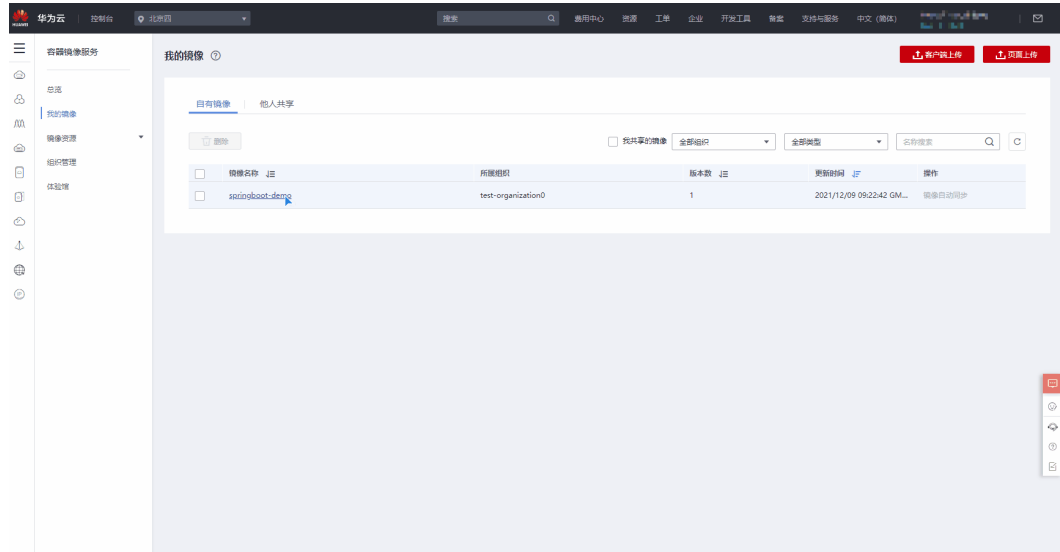 HUAWEI 华为云 控制台 北京四 搜索 费用中心 资源 工单 企业 开发工具 备案 支持与服务 中文 (简体)
容器镜像服务
总览
我的镜像
镜像资源
组织管理
体验馆
我的镜像
客户端上传 页面上传
自有镜像 他人共享
删除 我共享的镜像 全部组织 全部类型 名称搜索
镜像名称 所属组织 版本数 更新时间 操作
springboot-demo test-organization0 1 2021/12/09 09:22:42 GM... 镜像自动同步